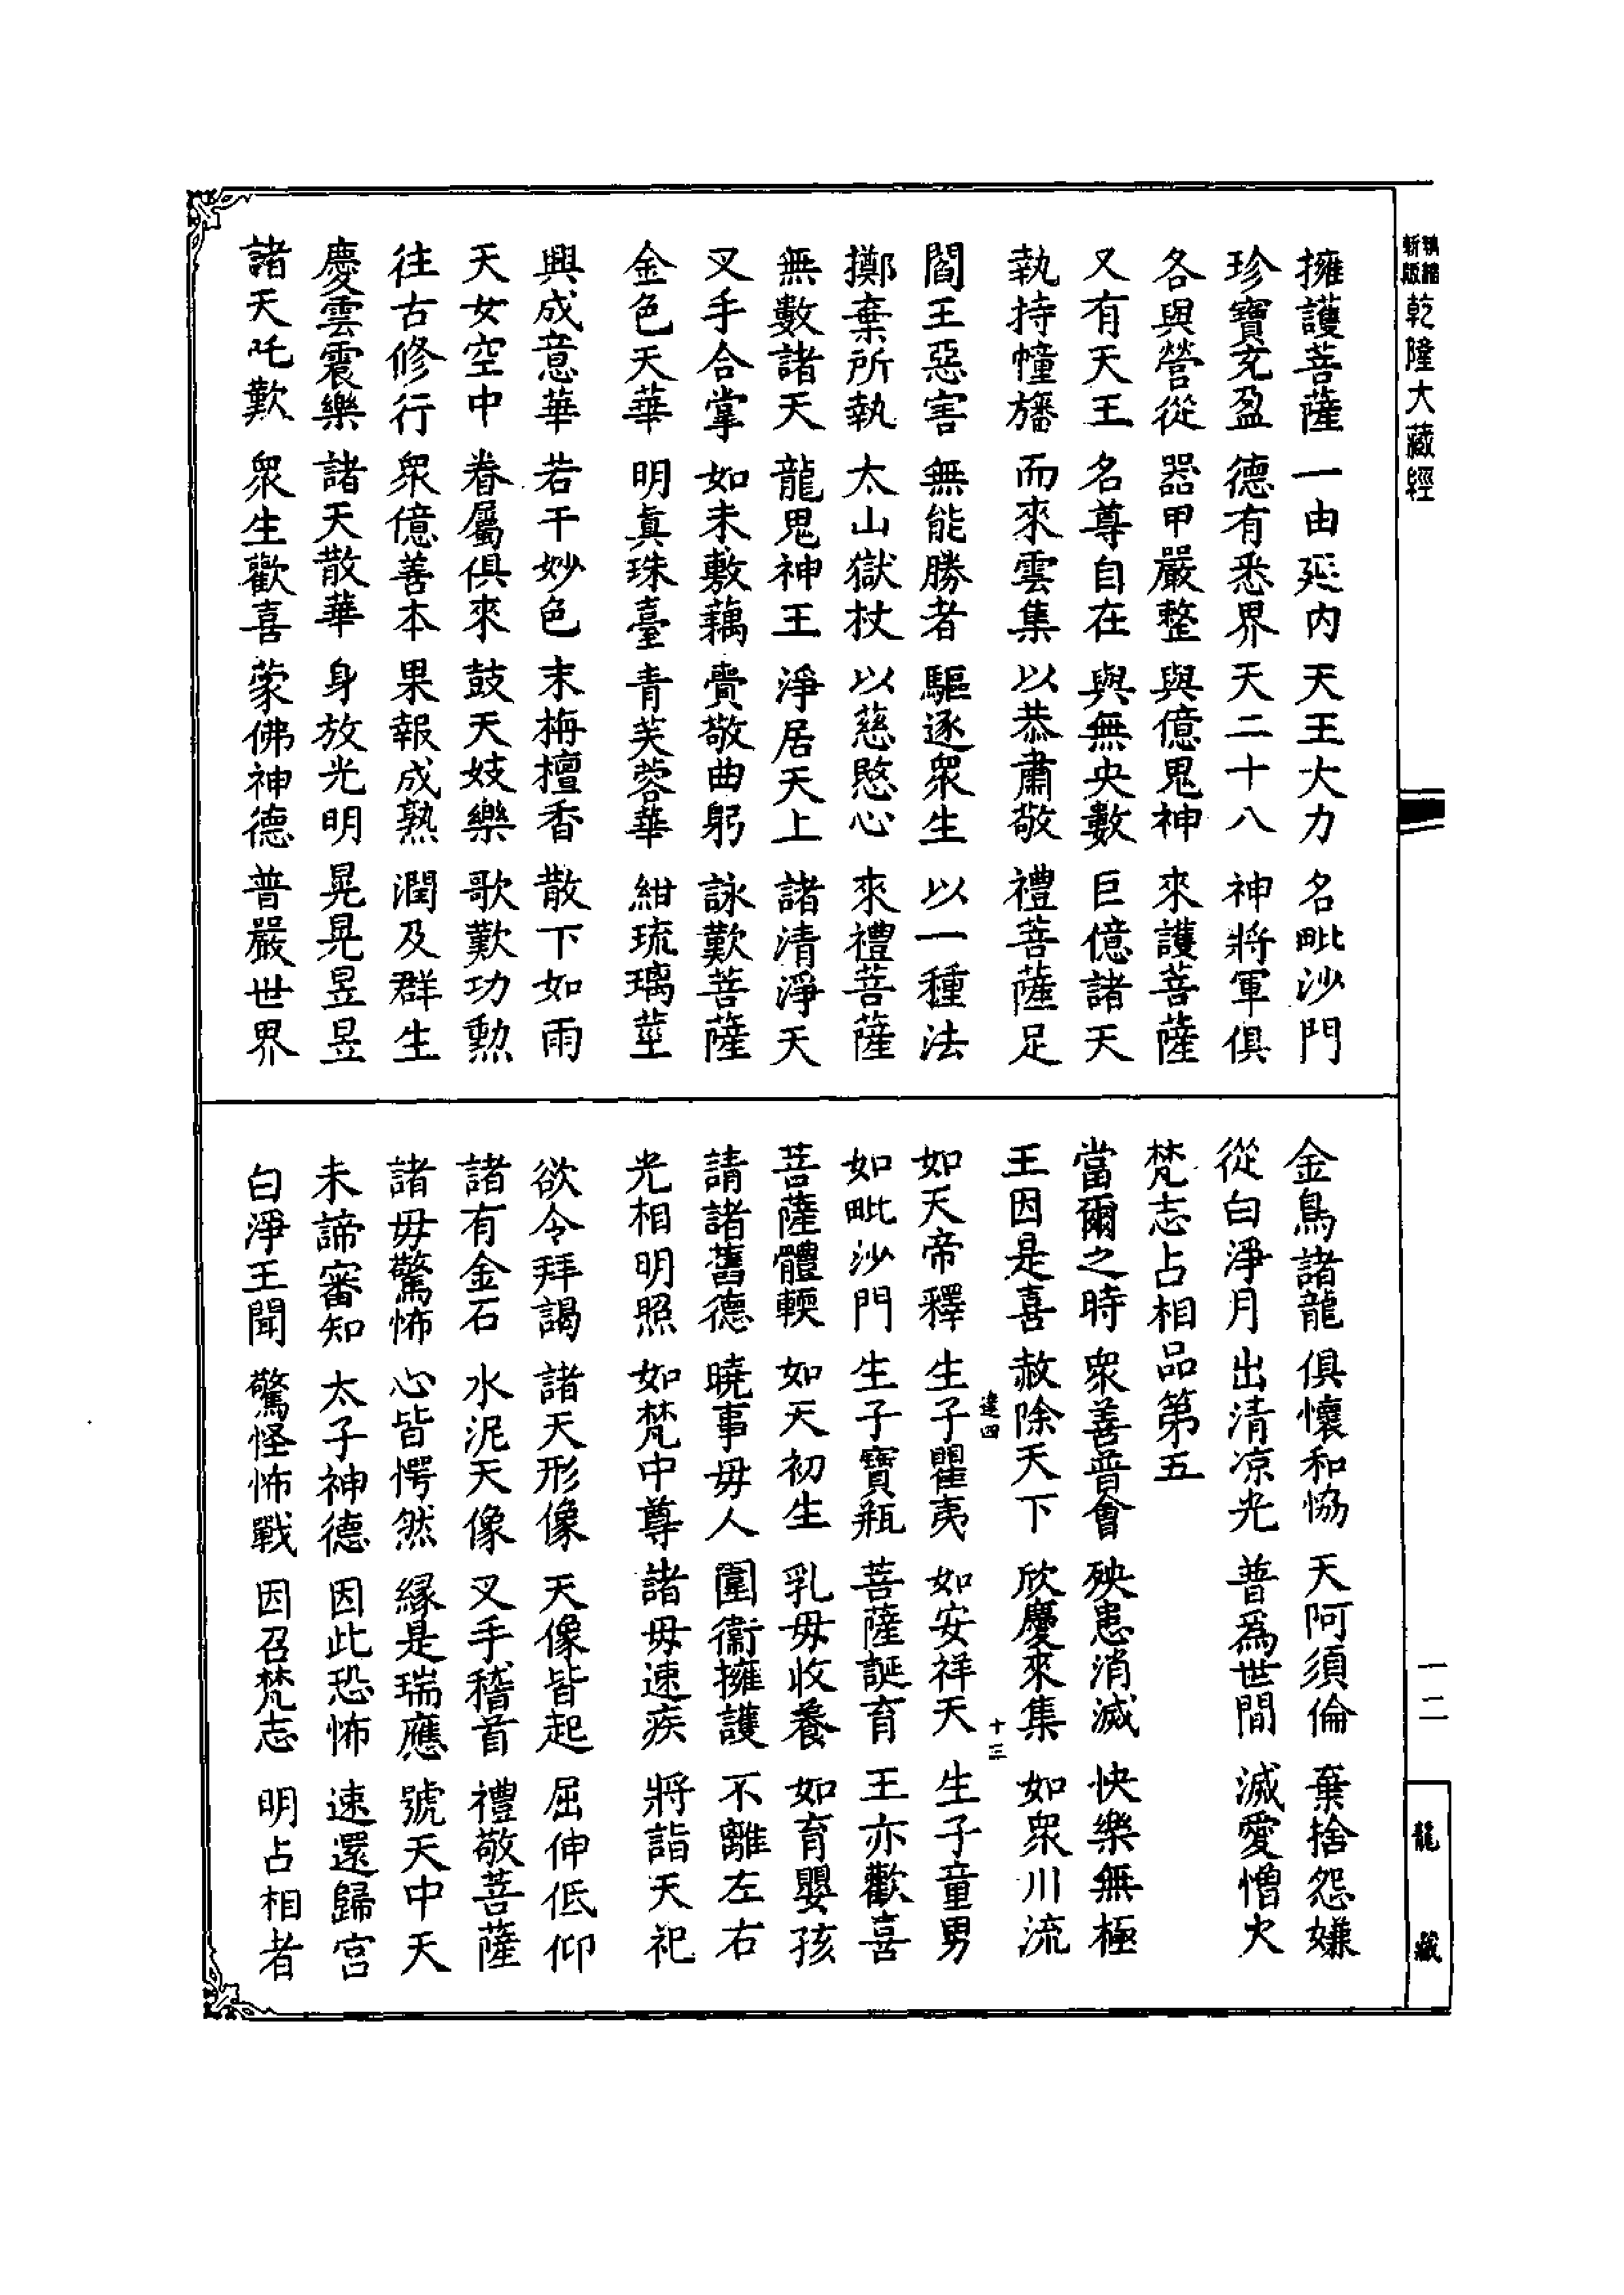 乾隆大藏經
擁護菩薩 一由延内 天王大力 名毗沙門
珍寶充盈 德有悉界 天二十八 神將軍俱
各與營從 器甲嚴整 與億鬼神 來護菩薩
又有天王 名尊自在 與無央數 巨億諸天
執持幢旛 而來雲集 以恭肅敬 禮菩薩足
閻王惡害 無能勝者 驅逐衆生 以一種法
擲棄所執 太山獄杖 以慈愍心 來禮菩薩
無數諸天 龍鬼神王 淨居天上 諸清淨天
叉手合掌 如未敷藕 賷敬曲躬 詠歎菩薩
金色天華 明眞珠臺 青芙蓉華 紺琉璃莖
興成意華 若干妙色 末栴檀香 散下如雨
天女空中 眷屬俱來 鼓天妓樂 歌歎功勲
往古修行 衆億善本 果報成熟 潤及群生
慶雲震樂 諸天散華 身放光明 晃晃昱昱
諸天吒歎 衆生歡喜 蒙佛神德 普嚴世界
金鳥諸龍 俱懷和恊 天阿須倫 棄捨怨嫌
從白淨月 出清凉光 普爲世間 滅愛憎火
梵志占相品第五
當爾之時 衆善普會 殃患消滅 快樂無極
王因是喜 赦除天下 欣慶來集 如衆川流
達四 十三
如天帝釋 生子瞿夷 如安祥天 生子童男
如毗沙門 生子寶瓶 菩薩誕育 王亦歡喜
菩薩體輭 如天初生 乳毋收養 如育嬰孩
請諸舊德 曉事毋人 圍衞擁護 不離左右
光相明照 如梵中尊 諸毋速疾 將詣天祀
欲令拜謁 諸天形像 天像皆起 屈伸低仰
諸有金石 水泥天像 叉手稽首 禮敬菩薩
諸毋驚怖 心皆愕然 緣是瑞應 號天中天
未諦審知 太子神德 因此恐怖 速還歸宮
白淨王聞 驚怪怖戰 因召梵志 明占相者
一二
龍藏